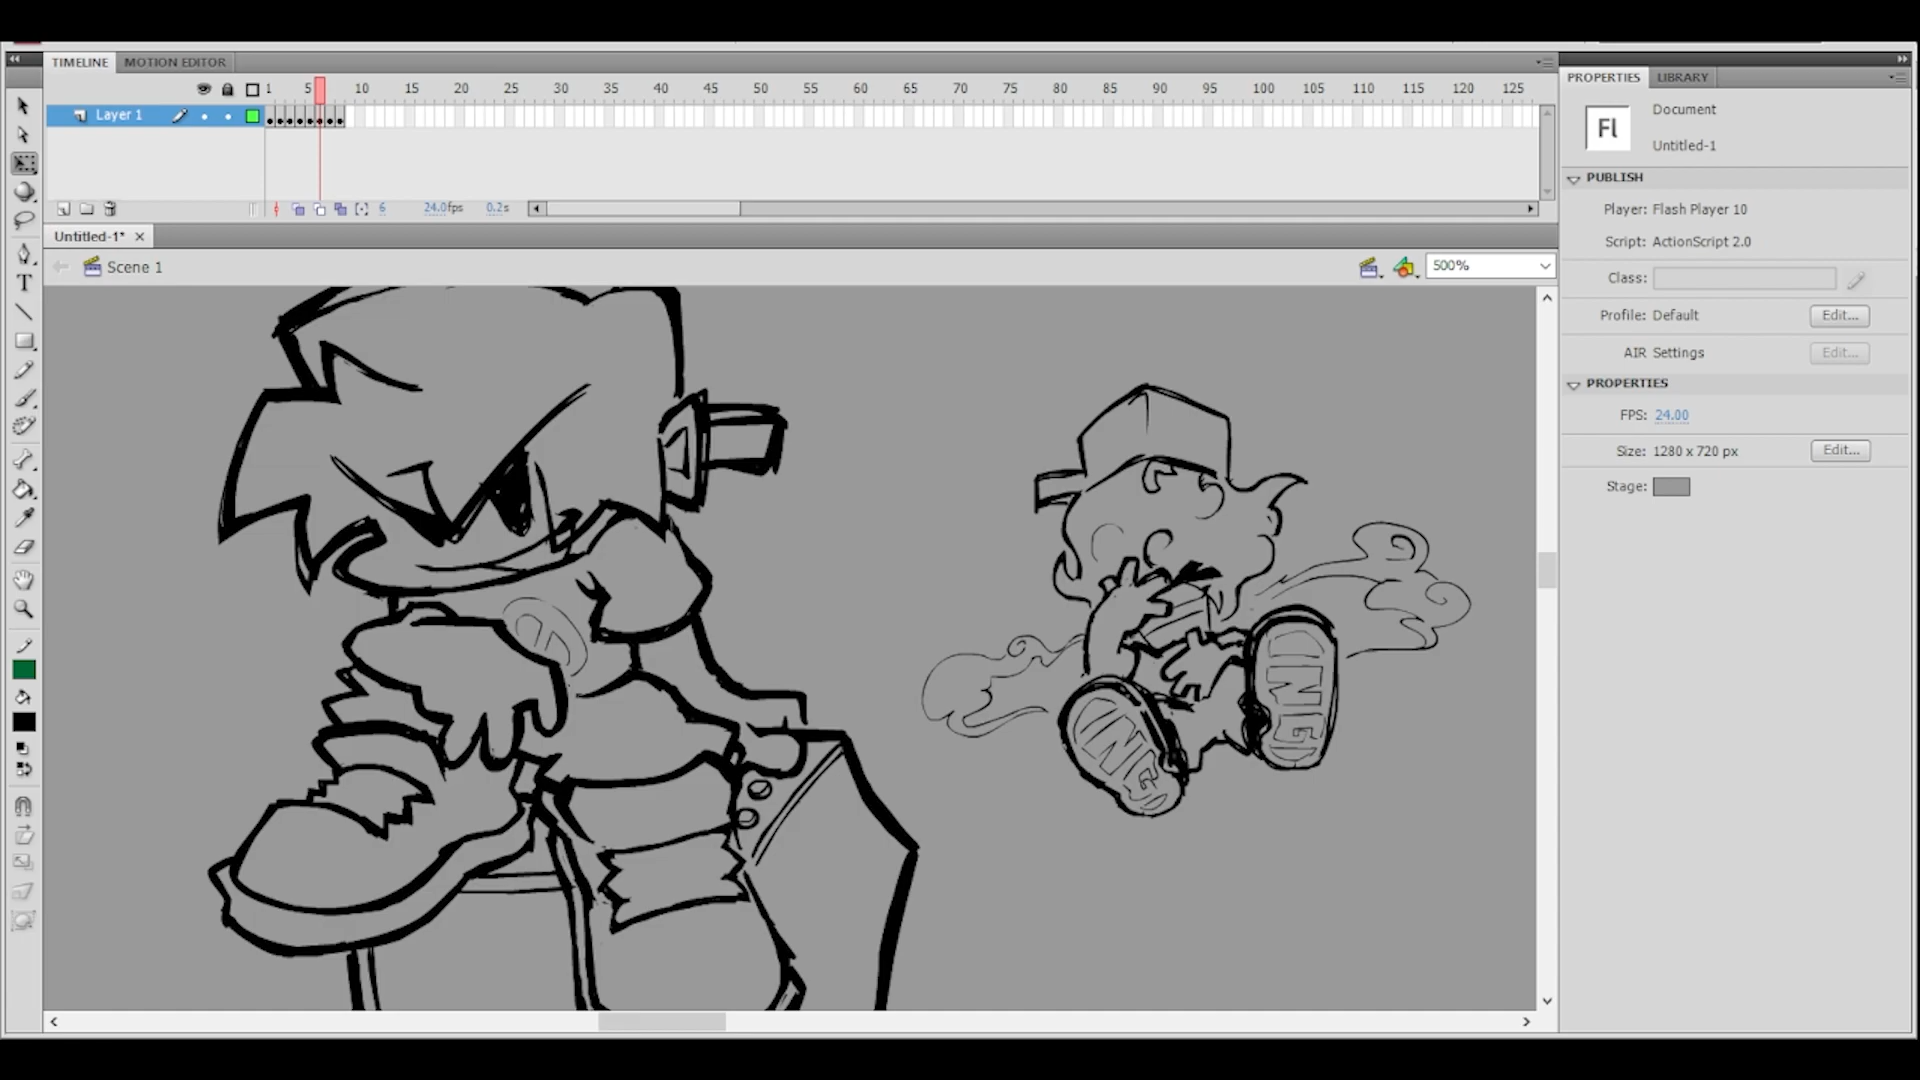 TIMELINE MOTION EDITOR
1 5 10 15 20 25 30 35 40 45 50 55 60 65 70 75 80 85 90 95 100 105 110 115 120 125
Layer 1
6 24.0fps 0.2s
Untitled-1*
Scene 1
500%
T
PROPERTIES LIBRARY
Fl
Document
Untitled-1
PUBLISH
Player: Flash Player 10
Script: ActionScript 2.0
Class:
Profile: Default Edit...
AIR Settings Edit...
PROPERTIES
FPS: 24.00
Size: 1280 x 720 px Edit...
Stage: